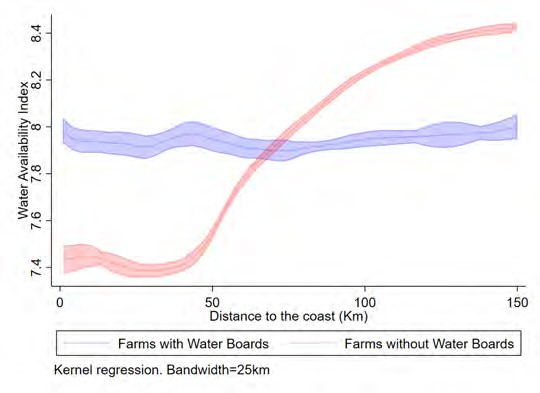 Water Availability Index
8.4
8.2
8
7.8
7.6
7.4
0 50 100 150
Distance to the coast (Km)
Farms with Water Boards Farms without Water Boards
Kernel regression. Bandwidth=25km